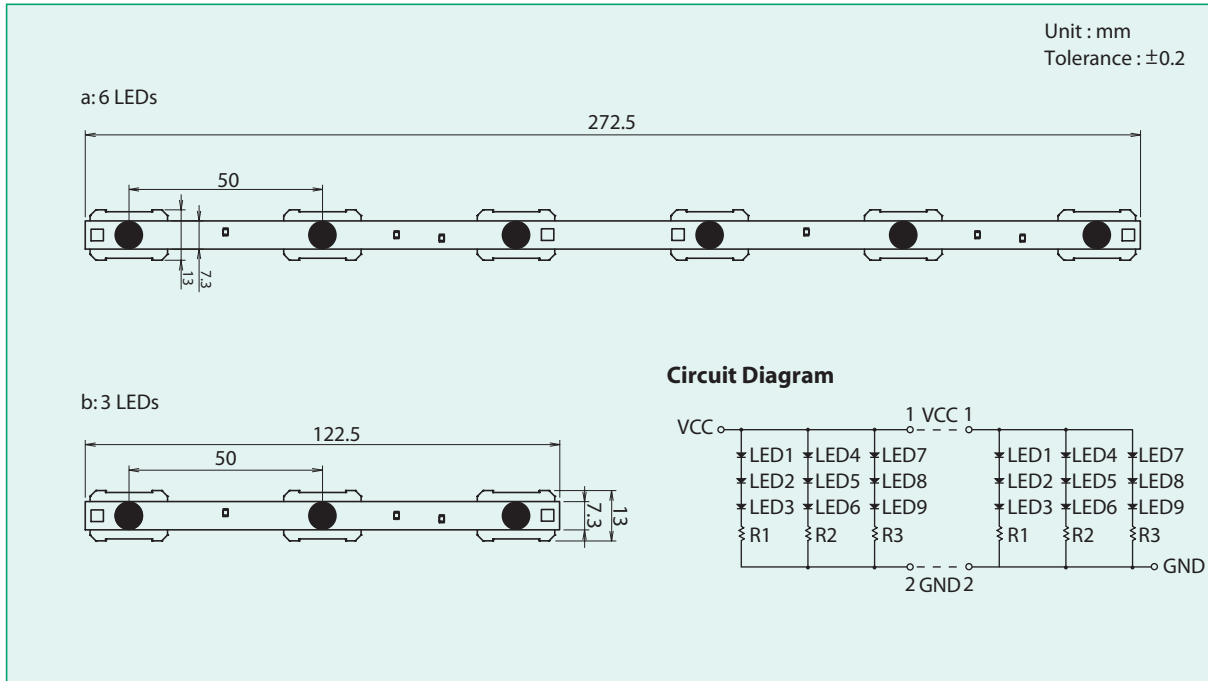 Unit : mm
Tolerance : ±0.2
a: 6 LEDs
272.5
50
13
7.3
b: 3 LEDs
122.5
50
7.3
13
Circuit Diagram
VCC 1 VCC 1
LED1 LED4 LED7 LED1 LED4 LED7
LED2 LED5 LED8 LED2 LED5 LED8
LED3 LED6 LED9 LED3 LED6 LED9
R1 R2 R3 R1 R2 R3
GND
2 GND 2